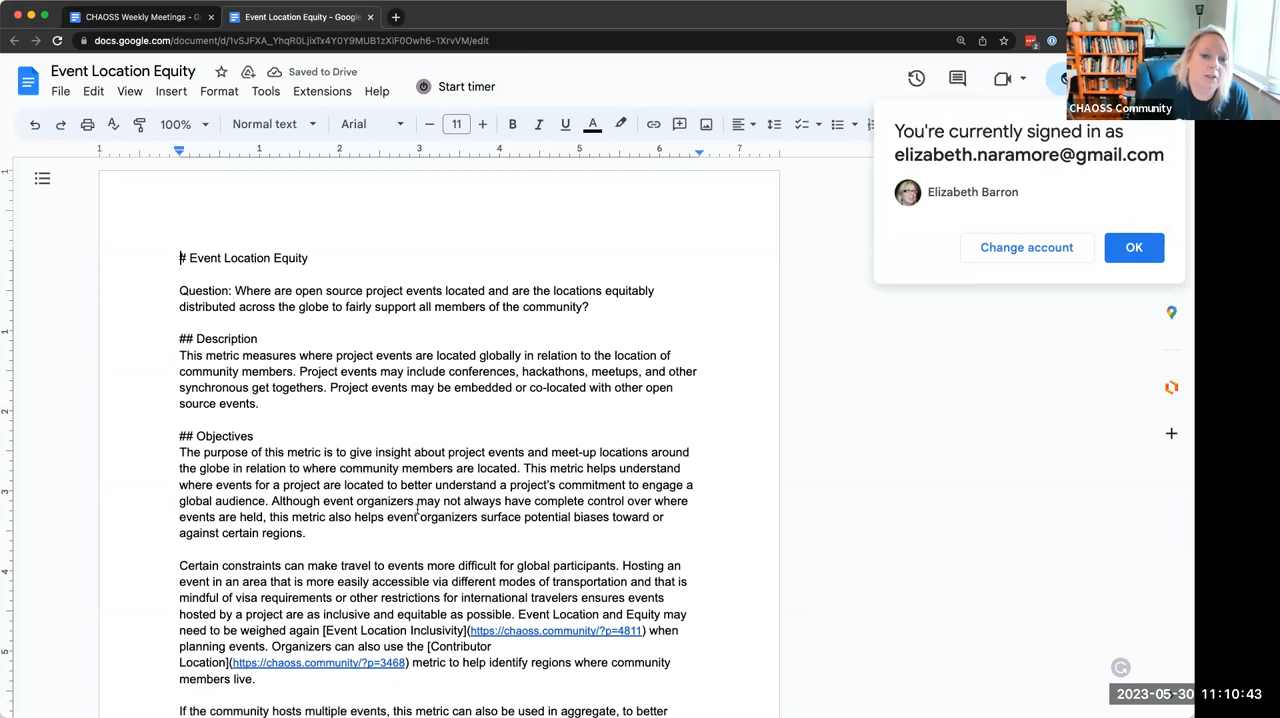 CHAOSS Weekly Meetings - G
Event Location Equity - Google
docs.google.com/document/d/1vSJFXA_YhqR0LjixTx4Y0Y9MUB1zXiF0Owh6-1XrvVM/edit
2
CHAOSS Community
Event Location Equity
Saved to Drive
File Edit View Insert Format Tools Extensions Help
Start timer
100% Normal text Arial 11 B I U A
1 1 2 3 4 5 6 7
You're currently signed in as
elizabeth.naramore@gmail.com
Elizabeth Barron
Change account OK
# Event Location Equity
Question: Where are open source project events located and are the locations equitably
distributed across the globe to fairly support all members of the community?
## Description
This metric measures where project events are located globally in relation to the location of
community members. Project events may include conferences, hackathons, meetups, and other
synchronous get togethers. Project events may be embedded or co-located with other open
source events.
## Objectives
The purpose of this metric is to give insight about project events and meet-up locations around
the globe in relation to where community members are located. This metric helps understand
where events for a project are located to better understand a project's commitment to engage a
global audience. Although event organizers may not always have complete control over where
events are held, this metric also helps event organizers surface potential biases toward or
against certain regions.
Certain constraints can make travel to events more difficult for global participants. Hosting an
event in an area that is more easily accessible via different modes of transportation and that is
mindful of visa requirements or other restrictions for international travelers ensures events
hosted by a project are as inclusive and equitable as possible. Event Location and Equity may
need to be weighed again [Event Location Inclusivity](https://chaoss.community/?p=4811) when
planning events. Organizers can also use the [Contributor
Location](https://chaoss.community/?p=3468) metric to help identify regions where community
members live.
If the community hosts multiple events, this metric can also be used in aggregate, to better
2023-05-30 11:10:43